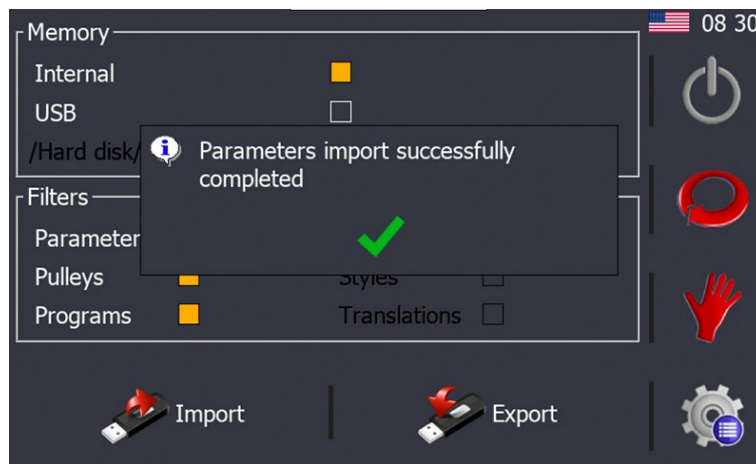 08 30
Memory
Internal
USB
/Hard disk/
Parameters import successfully
completed
Filters
Parameter
Pulleys
Styles
Programs
Translations
Import
Export